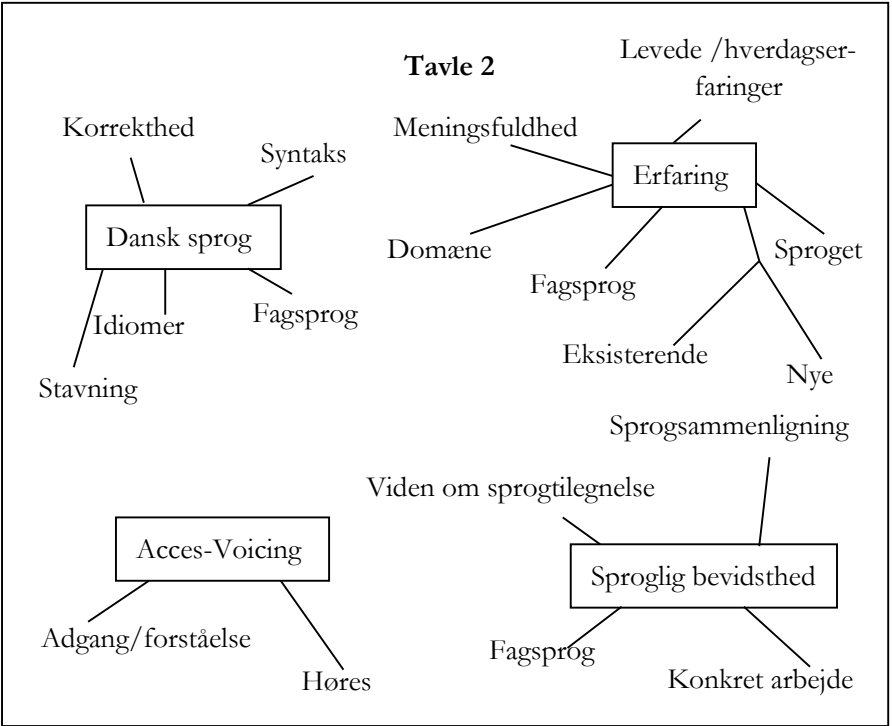 Tavle 2
Korrekthed
Syntaks
Dansk sprog
Idiomer
Fagsprog
Stavning
Levede /hverdagser-
faringer
Meningsfuldhed
Erfaring
Domæne
Sproget
Fagsprog
Eksisterende
Nye
Acces-Voicing
Adgang/forståelse
Høres
Sprogsammenligning
Viden om sprogtilegnelse
Sproglig bevidsthed
Fagsprog
Konkret arbejde